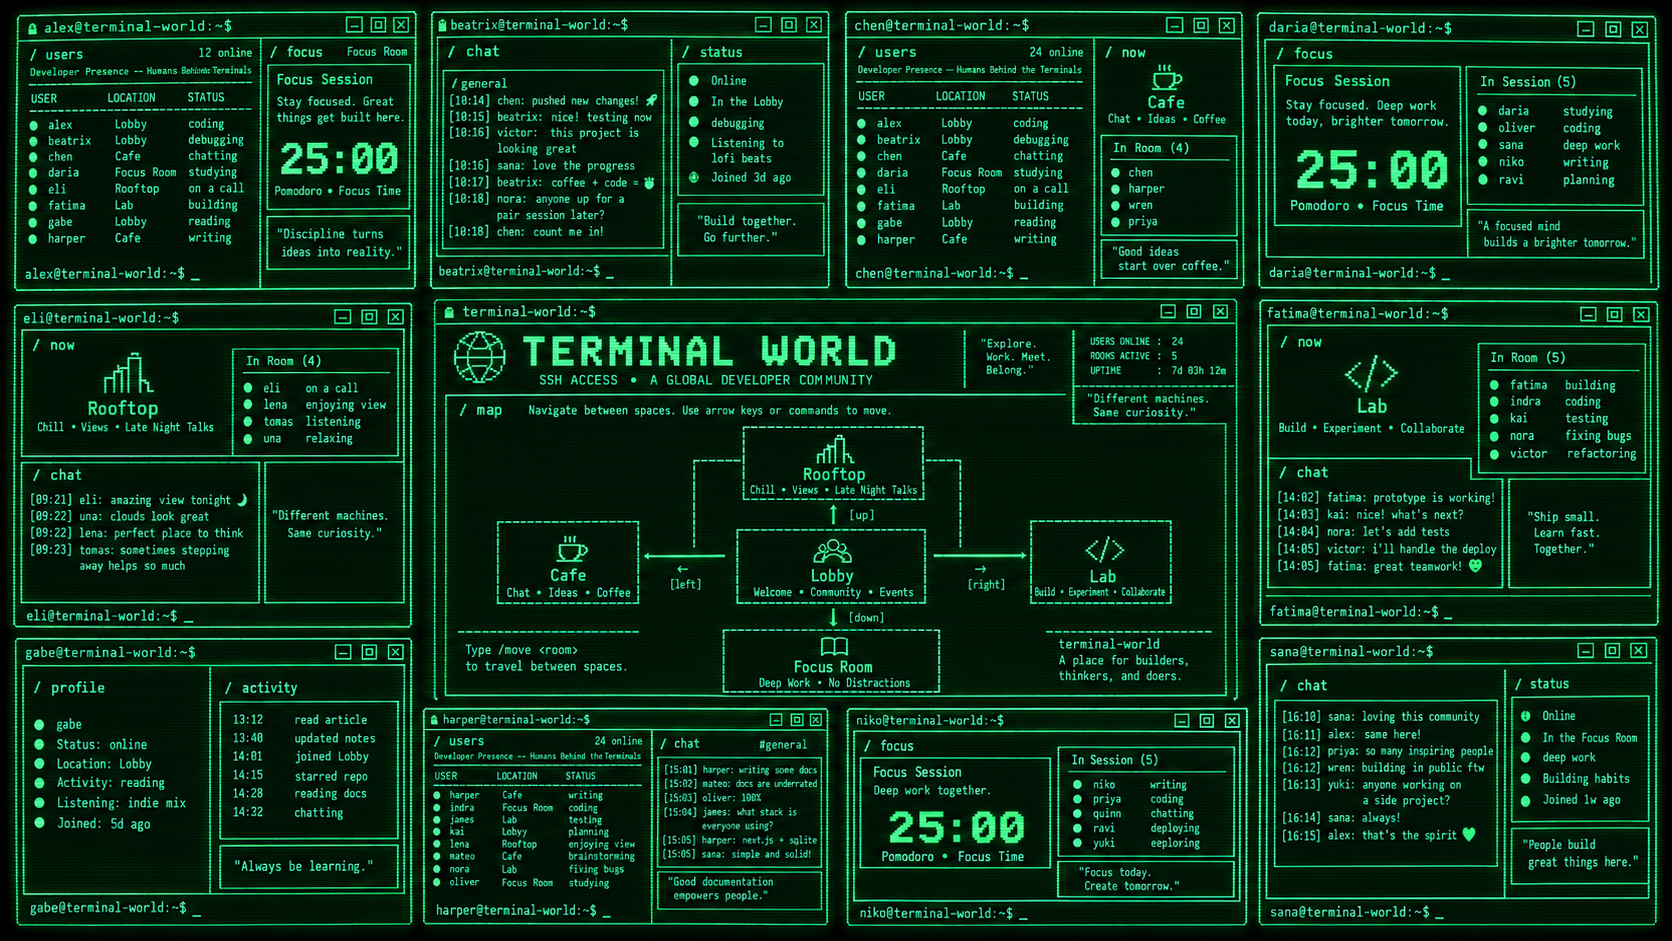 alex@terminal-world:~$
/ users 12 online
Developer Presence -- Humans Behind Terminals
USER LOCATION STATUS
alex Lobby coding
beatrix Lobby debugging
chen Cafe chatting
daria Focus Room studying
eli Rooftop on a call
fatima Lab building
gabe Lobby reading
harper Cafe writing
alex@terminal-world:~$ _
/ focus Focus Room
Focus Session
Stay focused. Great
things get built here.
25:00
Pomodoro • Focus Time
"Discipline turns
ideas into reality."
beatrix@terminal-world:~$
/ chat
/ general
[10:14] chen: pushed new changes! 🚀
[10:15] beatrix: nice! testing now
[10:16] victor: this project is
looking great
[10:16] sana: love the progress
[10:17] beatrix: coffee + code =
[10:18] nora: anyone up for a
pair session later?
[10:18] chen: count me in!
beatrix@terminal-world:~$ _
/ status
Online
In the Lobby
debugging
Listening to
lofi beats
Joined 3d ago
"Build together.
Go further."
chen@terminal-world:~$
/ users 24 online
Developer Presence -- Humans Behind the Terminals
USER LOCATION STATUS
alex Lobby coding
beatrix Lobby debugging
chen Cafe chatting
daria Focus Room studying
eli Rooftop on a call
fatima Lab building
gabe Lobby reading
harper Cafe writing
chen@terminal-world:~$ _
/ now
Cafe
Chat • Ideas • Coffee
In Room (4)
chen
harper
wren
priya
"Good ideas
start over coffee."
daria@terminal-world:~$
/ focus
Focus Session
Stay focused. Deep work
today, brighter tomorrow.
25:00
Pomodoro • Focus Time
In Session (5)
daria studying
oliver coding
sana deep work
niko writing
ravi planning
"A focused mind
builds a brighter tomorrow."
daria@terminal-world:~$ _
eli@terminal-world:~$
/ now
Rooftop
Chill • Views • Late Night Talks
In Room (4)
eli on a call
lena enjoying view
tomas listening
una relaxing
/ chat
[09:21] eli: amazing view tonight 🌙
[09:22] una: clouds look great
[09:22] lena: perfect place to think
[09:23] tomas: sometimes stepping
away helps so much
"Different machines.
Same curiosity."
eli@terminal-world:~$ _
terminal-world:~$
TERMINAL WORLD
SSH ACCESS • A GLOBAL DEVELOPER COMMUNITY
"Explore.
Work. Meet.
Belong."
USERS ONLINE : 24
ROOMS ACTIVE : 5
UPTIME : 7d 03h 12m
"Different machines.
Same curiosity."
/ map Navigate between spaces. Use arrow keys or commands to move.
Rooftop
Chill • Views • Late Night Talks
[up]
Cafe
Chat • Ideas • Coffee
←
[left]
Lobby
Welcome • Community • Events
→
[right]
</>
Lab
Build • Experiment • Collaborate
[down]
Focus Room
Deep Work • No Distractions
Type /move <room>
to travel between spaces.
terminal-world
A place for builders,
thinkers, and doers.
fatima@terminal-world:~$
/ now
</>
Lab
Build • Experiment • Collaborate
In Room (5)
fatima building
indra coding
kai testing
nora fixing bugs
victor refactoring
/ chat
[14:02] fatima: prototype is working!
[14:03] kai: nice! what's next?
[14:04] nora: let's add tests
[14:05] victor: i'll handle the deploy
[14:05] fatima: great teamwork!
"Ship small.
Learn fast.
Together."
fatima@terminal-world:~$ _
gabe@terminal-world:~$
/ profile
gabe
Status: online
Location: Lobby
Activity: reading
Listening: indie mix
Joined: 5d ago
/ activity
13:12 read article
13:40 updated notes
14:01 joined Lobby
14:15 starred repo
14:28 reading docs
14:32 chatting
"Always be learning."
gabe@terminal-world:~$ _
harper@terminal-world:~$
/ users 24 online
Developer Presence -- Humans Behind the Terminals
USER LOCATION STATUS
harper Cafe writing
indra Focus Room coding
james Lab testing
kai Lobyy planning
lena Rooftop enjoying view
mateo Cafe brainstorming
nora Lab fixing bugs
oliver Focus Room studying
harper@terminal-world:~$ _
/ chat #general
[15:01] harper: writing some docs
[15:02] mateo: docs are underrated
[15:03] oliver: 100%
[15:04] james: what stack is
everyone using?
[15:05] harper: next.js + sqlite
[15:05] sana: simple and solid!
"Good documentation
empowers people."
niko@terminal-world:~$
/ focus
Focus Session
Deep work together.
25:00
Pomodoro • Focus Time
In Session (5)
niko writing
priya coding
quinn chatting
ravi deploying
yuki eeploring
"Focus today.
Create tomorrow."
niko@terminal-world:~$ _
sana@terminal-world:~$
/ chat
[16:10] sana: loving this community
[16:11] alex: same here!
[16:12] priya: so many inspiring people
[16:12] wren: building in public ftw
[16:13] yuki: anyone working on
a side project?
[16:14] sana: always!
[16:15] alex: that's the spirit 💚
/ status
Online
In the Focus Room
deep work
Building habits
Joined 1w ago
"People build
great things here."
sana@terminal-world:~$ _